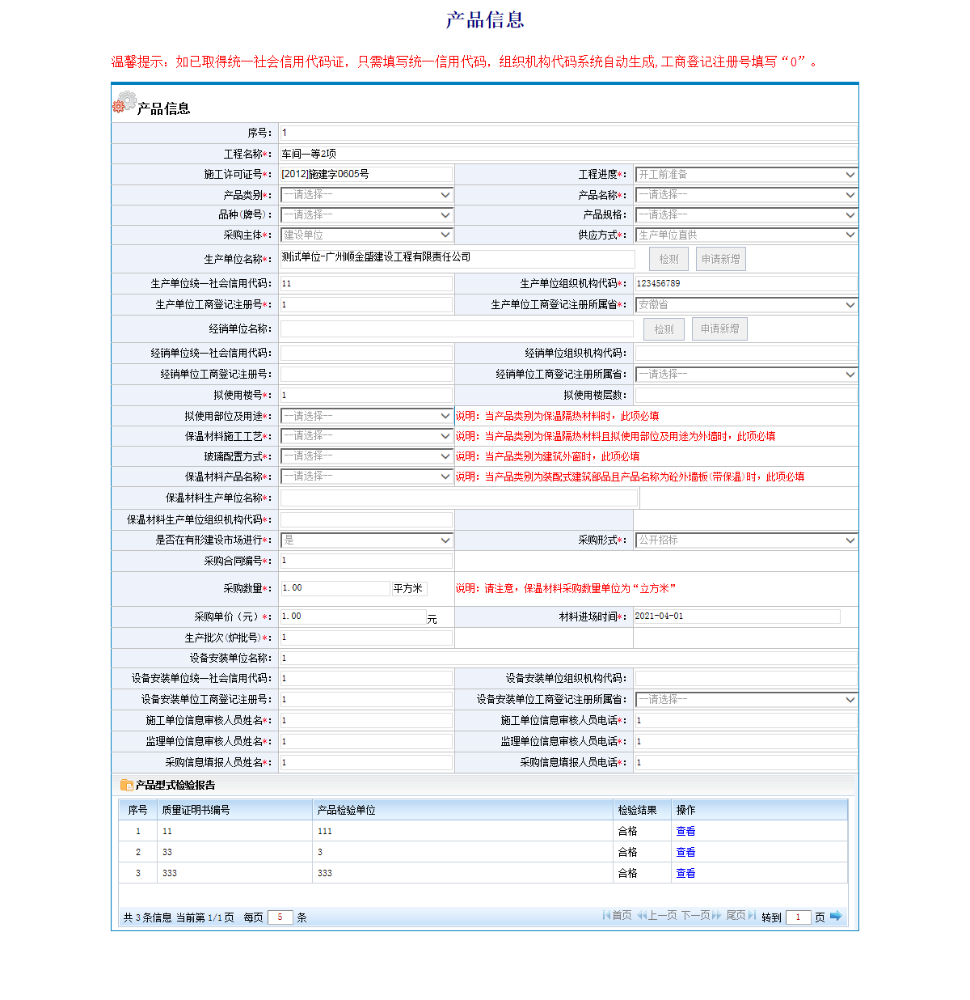 产品信息
温馨提示：如已取得统一社会信用代码证，只需填写统一信用代码，组织机构代码系统自动生成,工商登记注册号填写“0”。
产品信息
序号： 1
工程名称*： 车间一等2项
施工许可证号*： [2012]施建字0605号 工程进度*： 开工前准备
产品类别*： --请选择-- 产品名称*： --请选择--
品种(牌号)： --请选择-- 产品规格： --请选择--
采购主体*： 建设单位 供应方式*： 生产单位直供
生产单位名称*： 测试单位-广州顺金盛建设工程有限责任公司 检测 申请新增
生产单位统一社会信用代码： 11 生产单位组织机构代码*： 123456789
生产单位工商登记注册号*： 1 生产单位工商登记注册所属省*： 安徽省
经销单位名称： 检测 申请新增
经销单位统一社会信用代码： 经销单位组织机构代码：
经销单位工商登记注册号： 经销单位工商登记注册所属省： --请选择--
拟使用楼号*： 1 拟使用楼层数：
拟使用部位及用途*： --请选择-- 说明：当产品类别为保温隔热材料时，此项必填
保温材料施工工艺*： --请选择-- 说明：当产品类别为保温隔热材料且拟使用部位及用途为外墙时，此项必填
玻璃配置方式*： --请选择-- 说明：当产品类别为建筑外窗时，此项必填
保温材料产品名称*： --请选择-- 说明：当产品类别为装配式建筑部品且产品名称为砼外墙板(带保温)时，此项必填
保温材料生产单位名称*：
保温材料生产单位组织机构代码*：
是否在有形建设市场进行*： 是 采购形式*： 公开招标
采购合同编号*： 1
采购数量*： 1.00 平方米 说明：请注意，保温材料采购数量单位为“立方米”
采购单价（元）*： 1.00 元 材料进场时间*： 2021-04-01
生产批次(炉批号)*： 1
设备安装单位名称： 1
设备安装单位统一社会信用代码： 1 设备安装单位组织机构代码：
设备安装单位工商登记注册号： 1 设备安装单位工商登记注册所属省： --请选择--
施工单位信息审核人员姓名*： 1 施工单位信息审核人员电话*： 1
监理单位信息审核人员姓名*： 1 监理单位信息审核人员电话*： 1
采购信息填报人员姓名*： 1 采购信息填报人员电话*： 1
产品型式检验报告
序号 质量证明书编号 产品检验单位 检验结果 操作
1 11 111 合格 查看
2 33 3 合格 查看
3 333 333 合格 查看
共 3 条信息 当前第 1/1 页 每页 5 条 首页 上一页 下一页 尾页 转到 1 页